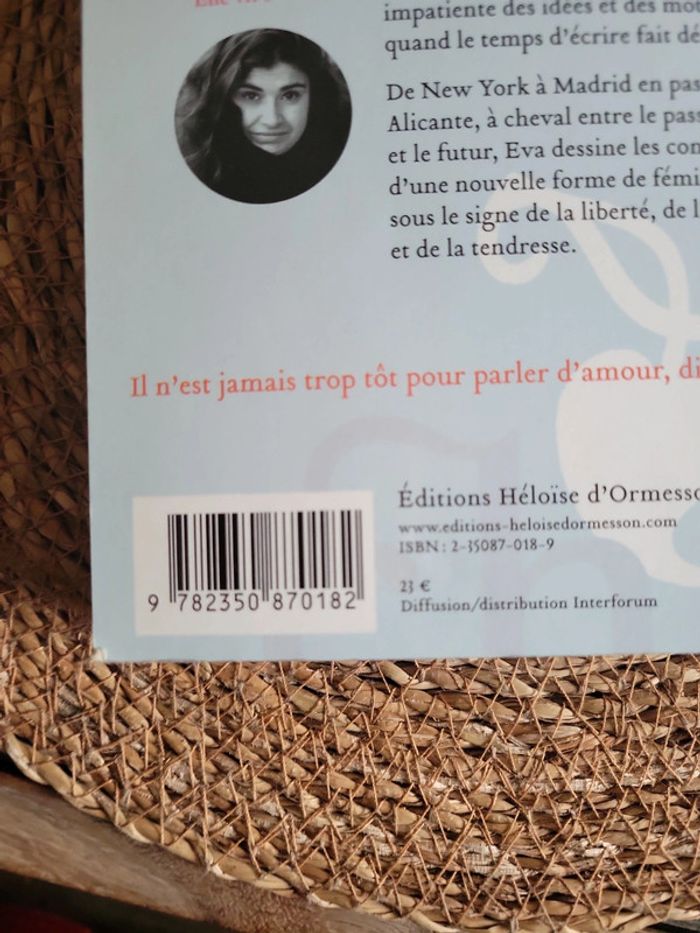 impatiente des idées et des mot
quand le temps d'écrire fait dé
De New York à Madrid en pas
Alicante, à cheval entre le pas
et le futur, Eva dessine les con
d'une nouvelle forme de fémi
sous le signe de la liberté, de l
et de la tendresse.
Il n'est jamais trop tôt pour parler d'amour, di
Éditions Héloïse d'Ormesso
www.editions-heloisedormesson.com
ISBN : 2-35087-018-9
23 €
Diffusion/distribution Interforum
9 782350 870182